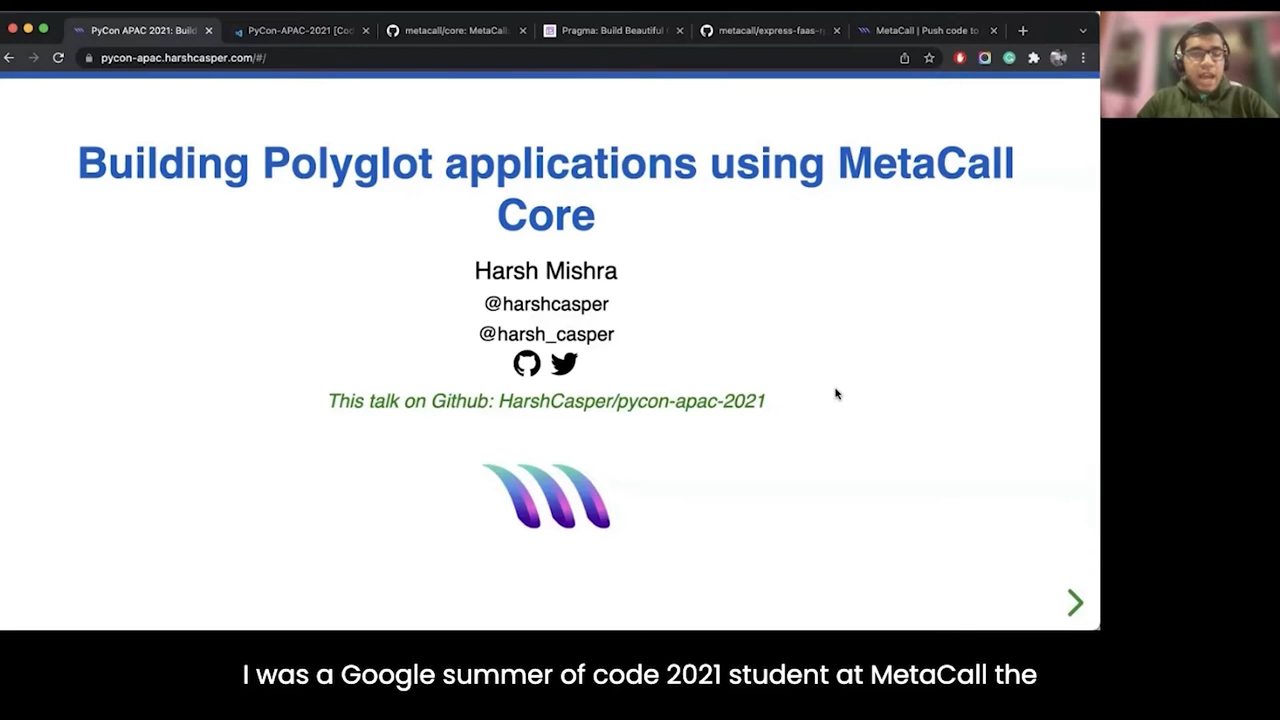 PyCon APAC 2021: Build
PyCon-APAC-2021 [Cod
metacall/core: MetaCall
Pragma: Build Beautiful
metacall/express-faas-r
MetaCall | Push code to
pycon-apac.harshcasper.com/#/
Building Polyglot applications using MetaCall
Core
Harsh Mishra
@harshcasper
@harsh_casper
This talk on Github: HarshCasper/pycon-apac-2021
I was a Google summer of code 2021 student at MetaCall the